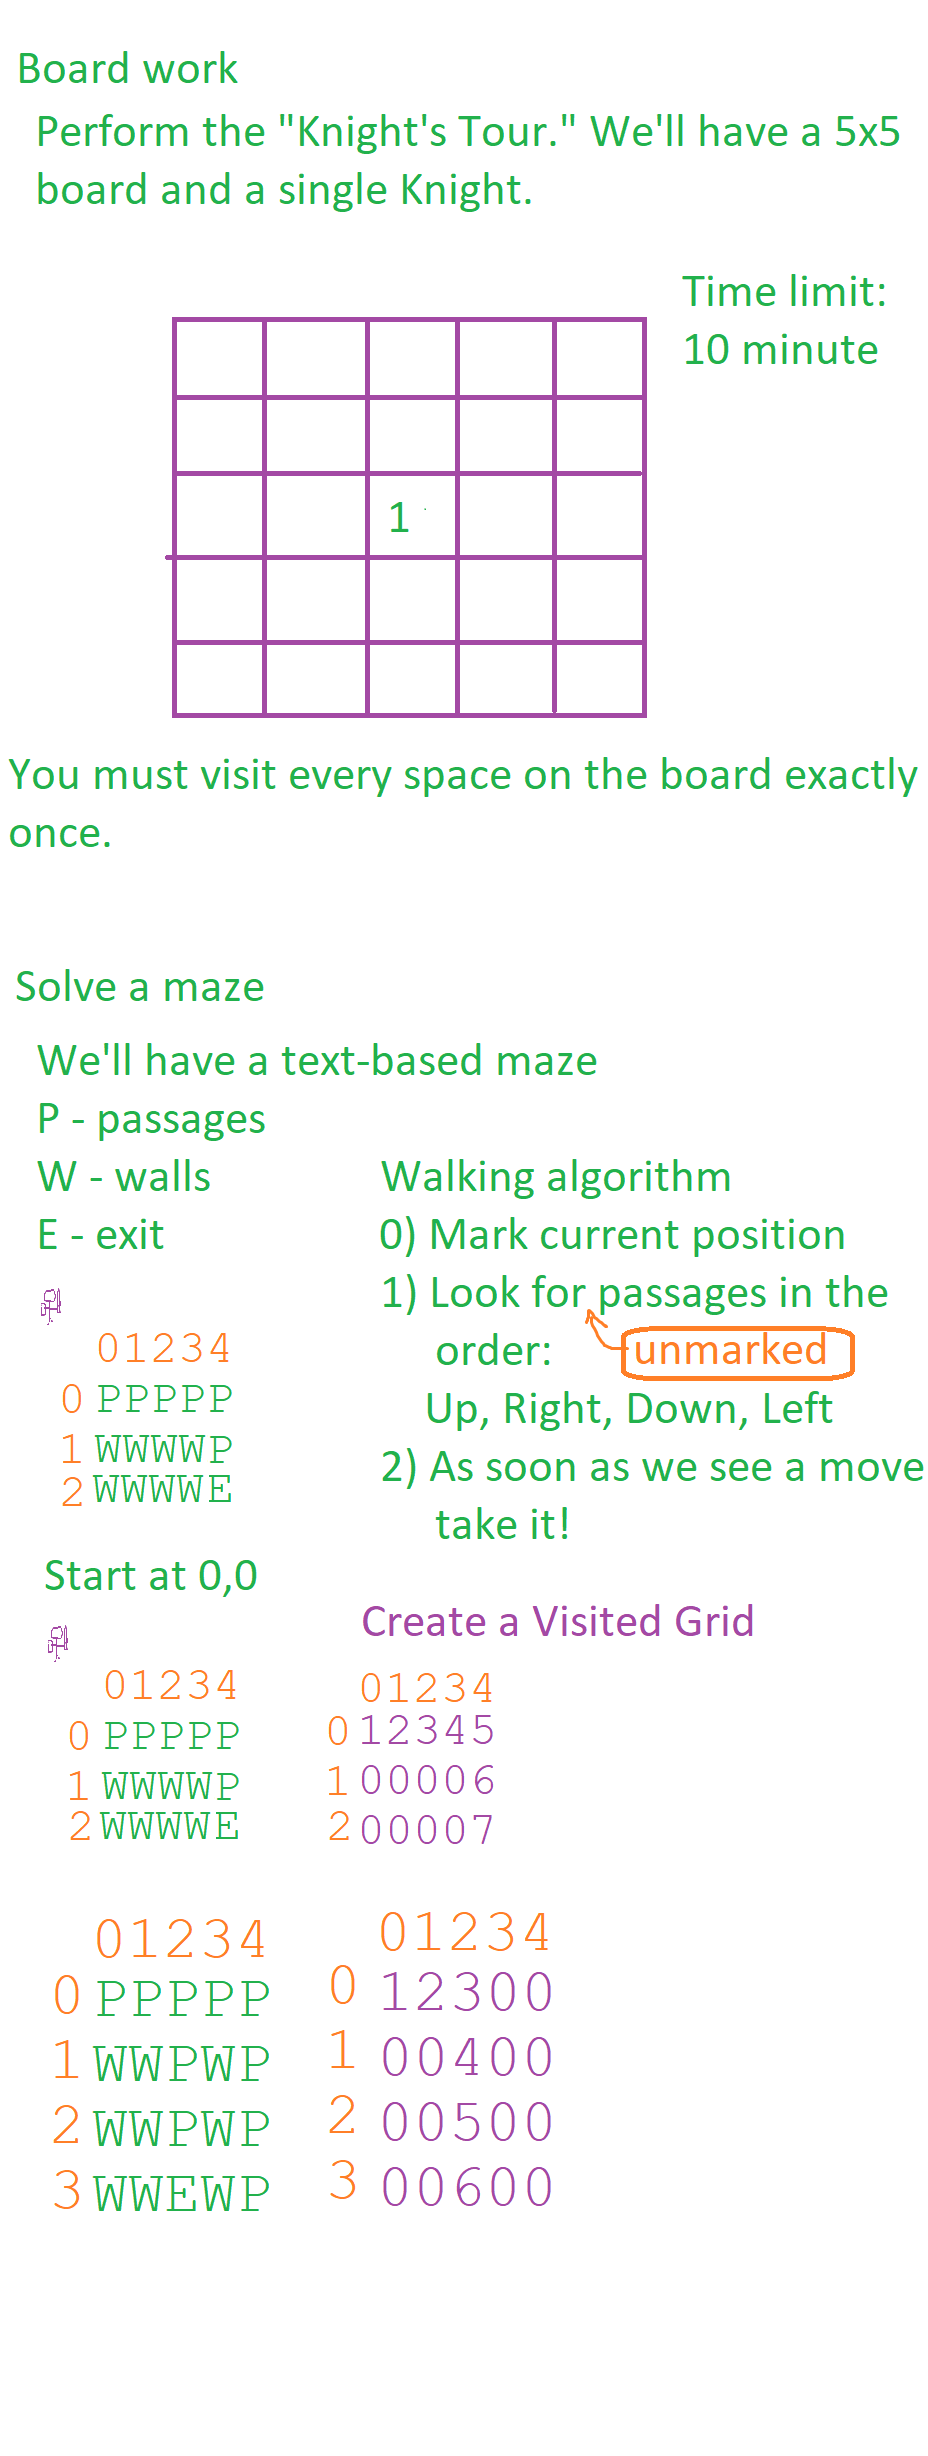 Board work
Perform the "Knight's Tour." We'll have a 5x5
board and a single Knight.
Time limit:
10 minute
1
You must visit every space on the board exactly
once.
Solve a maze
We'll have a text-based maze
P - passages
W - walls
E - exit
Walking algorithm
0) Mark current position
1) Look for passages in the
order: unmarked
Up, Right, Down, Left
2) As soon as we see a move
take it!
01234
0 PPPPP
1 WWWWP
2 WWWWE
Start at 0,0
Create a Visited Grid
01234
0 PPPPP
1 WWWWP
2 WWWWE
01234
0 12345
1 00006
2 00007
01234
0 PPPPP
1 WWPWP
2 WWPWP
3 WWEWP
01234
0 12300
1 00400
2 00500
3 00600